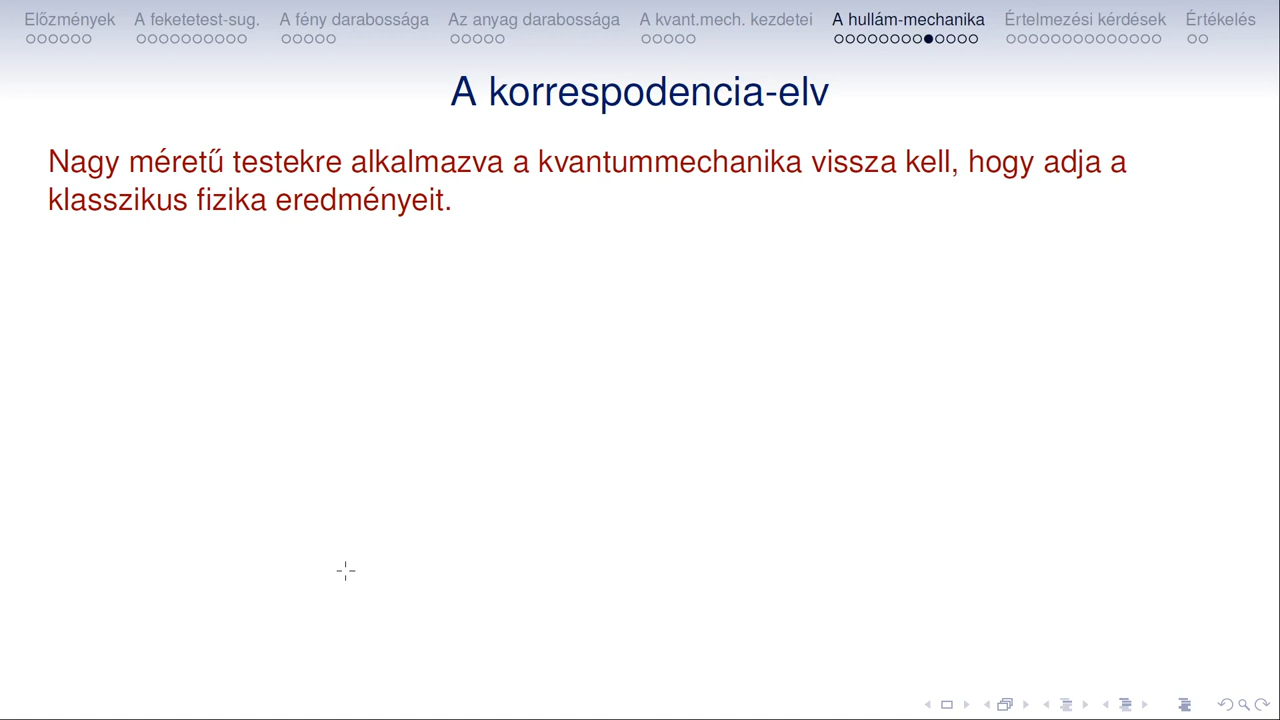 Előzmények A feketetest-sug. A fény darabossága Az anyag darabossága A kvant.mech. kezdetei A hullám-mechanika Értelmezési kérdések Értékelés
A korrespodencia-elv
Nagy méretű testekre alkalmazva a kvantummechanika vissza kell, hogy adja a
klasszikus fizika eredményeit.